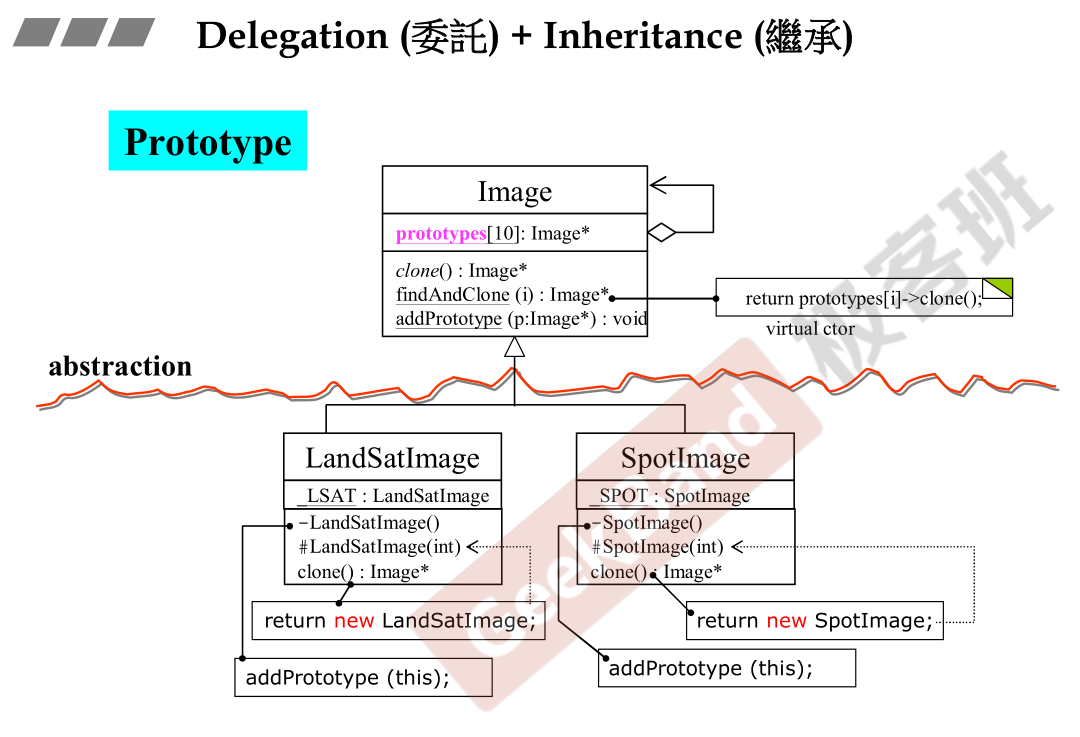 Delegation (委託) + Inheritance (繼承)
Prototype
Image
prototypes[10]: Image*
clone() : Image*
findAndClone (i) : Image*
addPrototype (p:Image*) : void
return prototypes[i]->clone();
virtual ctor
极客班
GeekBand
abstraction
LandSatImage
_LSAT : LandSatImage
-LandSatImage()
#LandSatImage(int)
clone() : Image*
return new LandSatImage;
addPrototype (this);
SpotImage
_SPOT : SpotImage
-SpotImage()
#SpotImage(int)
clone() : Image*
return new SpotImage;
addPrototype (this);